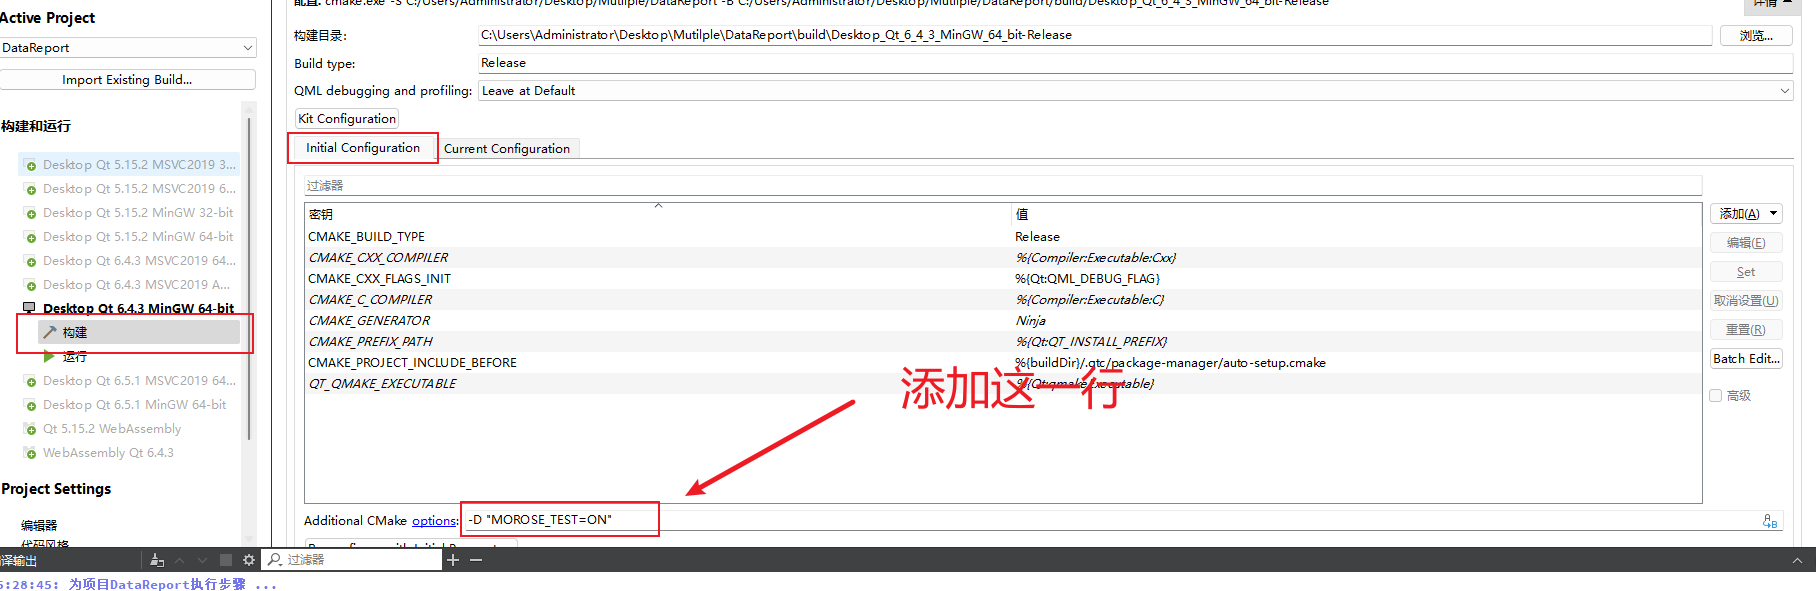 Active Project
DataReport
Import Existing Build...
构建和运行
Desktop Qt 5.15.2 MSVC2019 3...
Desktop Qt 5.15.2 MSVC2019 6...
Desktop Qt 5.15.2 MinGW 32-bit
Desktop Qt 5.15.2 MinGW 64-bit
Desktop Qt 6.4.3 MSVC2019 64...
Desktop Qt 6.4.3 MSVC2019 A...
Desktop Qt 6.4.3 MinGW 64-bit
构建
运行
Desktop Qt 6.5.1 MSVC2019 64...
Desktop Qt 6.5.1 MinGW 64-bit
Qt 5.15.2 WebAssembly
WebAssembly Qt 6.4.3
Project Settings
编辑器
代码风格
配置: cmake.exe -S C:/Users/Administrator/Desktop/Mutilple/DataReport -B C:/Users/Administrator/Desktop/Mutilple/DataReport/build/Desktop_Qt_6_4_3_MinGW_64_bit-Release
详情
构建目录:
C:\Users\Administrator\Desktop\Mutilple\DataReport\build\Desktop_Qt_6_4_3_MinGW_64_bit-Release
浏览...
Build type:
Release
QML debugging and profiling:
Leave at Default
Kit Configuration
Initial Configuration
Current Configuration
过滤器
密钥 值
CMAKE_BUILD_TYPE Release
CMAKE_CXX_COMPILER %{Compiler:Executable:Cxx}
CMAKE_CXX_FLAGS_INIT %{Qt:QML_DEBUG_FLAG}
CMAKE_C_COMPILER %{Compiler:Executable:C}
CMAKE_GENERATOR Ninja
CMAKE_PREFIX_PATH %{Qt:QT_INSTALL_PREFIX}
CMAKE_PROJECT_INCLUDE_BEFORE %{buildDir}/.qtc/package-manager/auto-setup.cmake
QT_QMAKE_EXECUTABLE %{Qt:qmake:Executable}
添加(A)
编辑(E)
Set
取消设置(U)
重置(R)
Batch Edit...
高级
添加这一行
Additional CMake options: -D "MOROSE_TEST=ON"
译输出
过滤器
5:28:45: 为项目DataReport执行步骤 ...